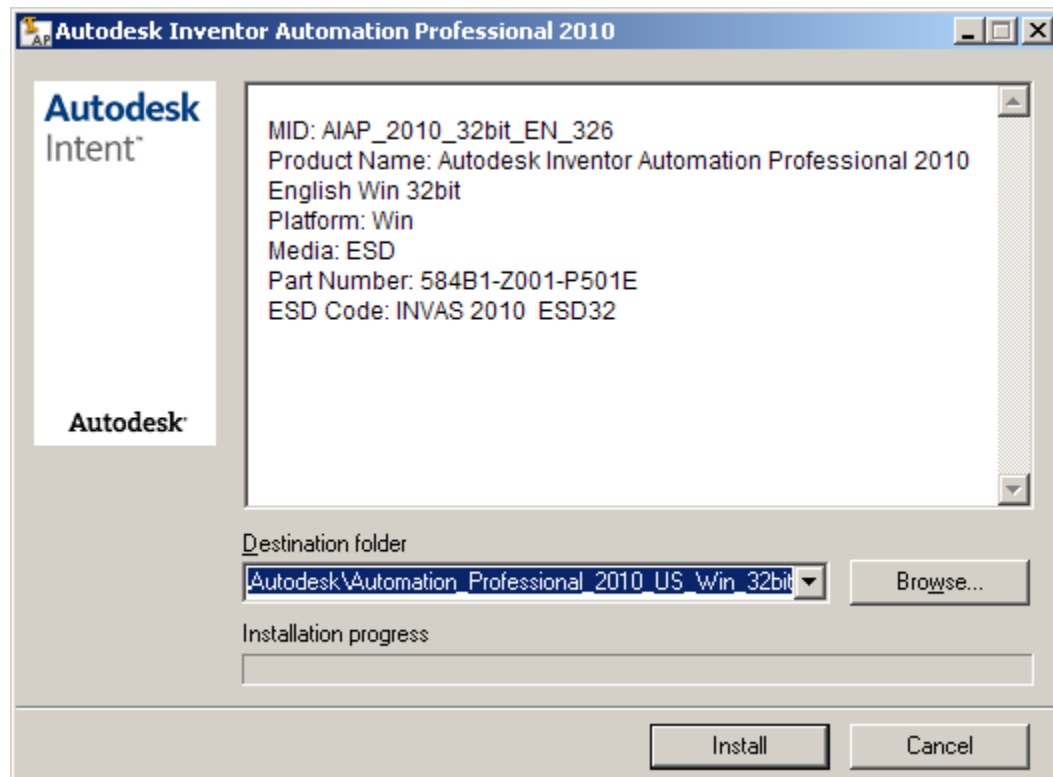 Autodesk Inventor Automation Professional 2010
Autodesk
Intent™
MID: AIAP_2010_32bit_EN_326
Product Name: Autodesk Inventor Automation Professional 2010
English Win 32bit
Platform: Win
Media: ESD
Part Number: 584B1-Z001-P501E
ESD Code: INVAS 2010 ESD32
Autodesk
Destination folder
Autodesk\Automation_Professional_2010_US_Win_32bit
Browse...
Installation progress
Install
Cancel